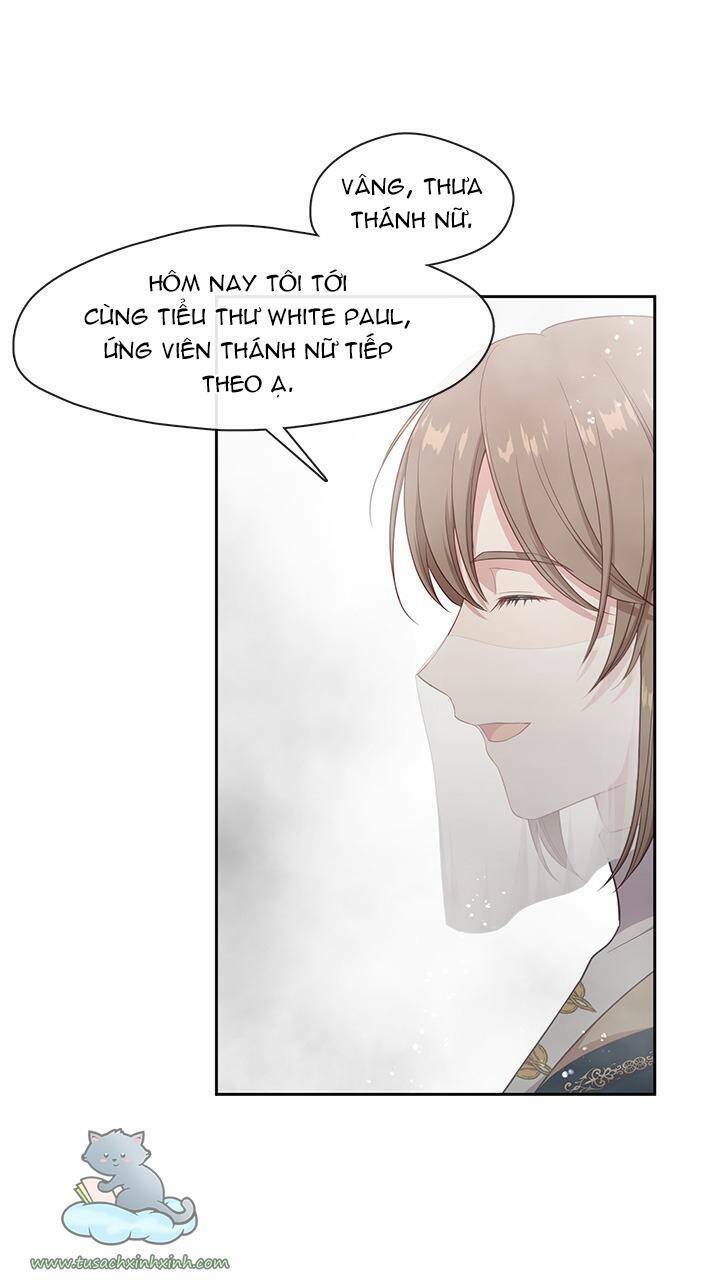 VÂNG, THƯA
THÁNH NỮ.
HÔM NAY TÔI TỚI
CÙNG TIỂU THƯ WHITE PAUL,
ỨNG VIÊN THÁNH NỮ TIẾP
THEO Ạ.
www.tusachxinhxinh.com